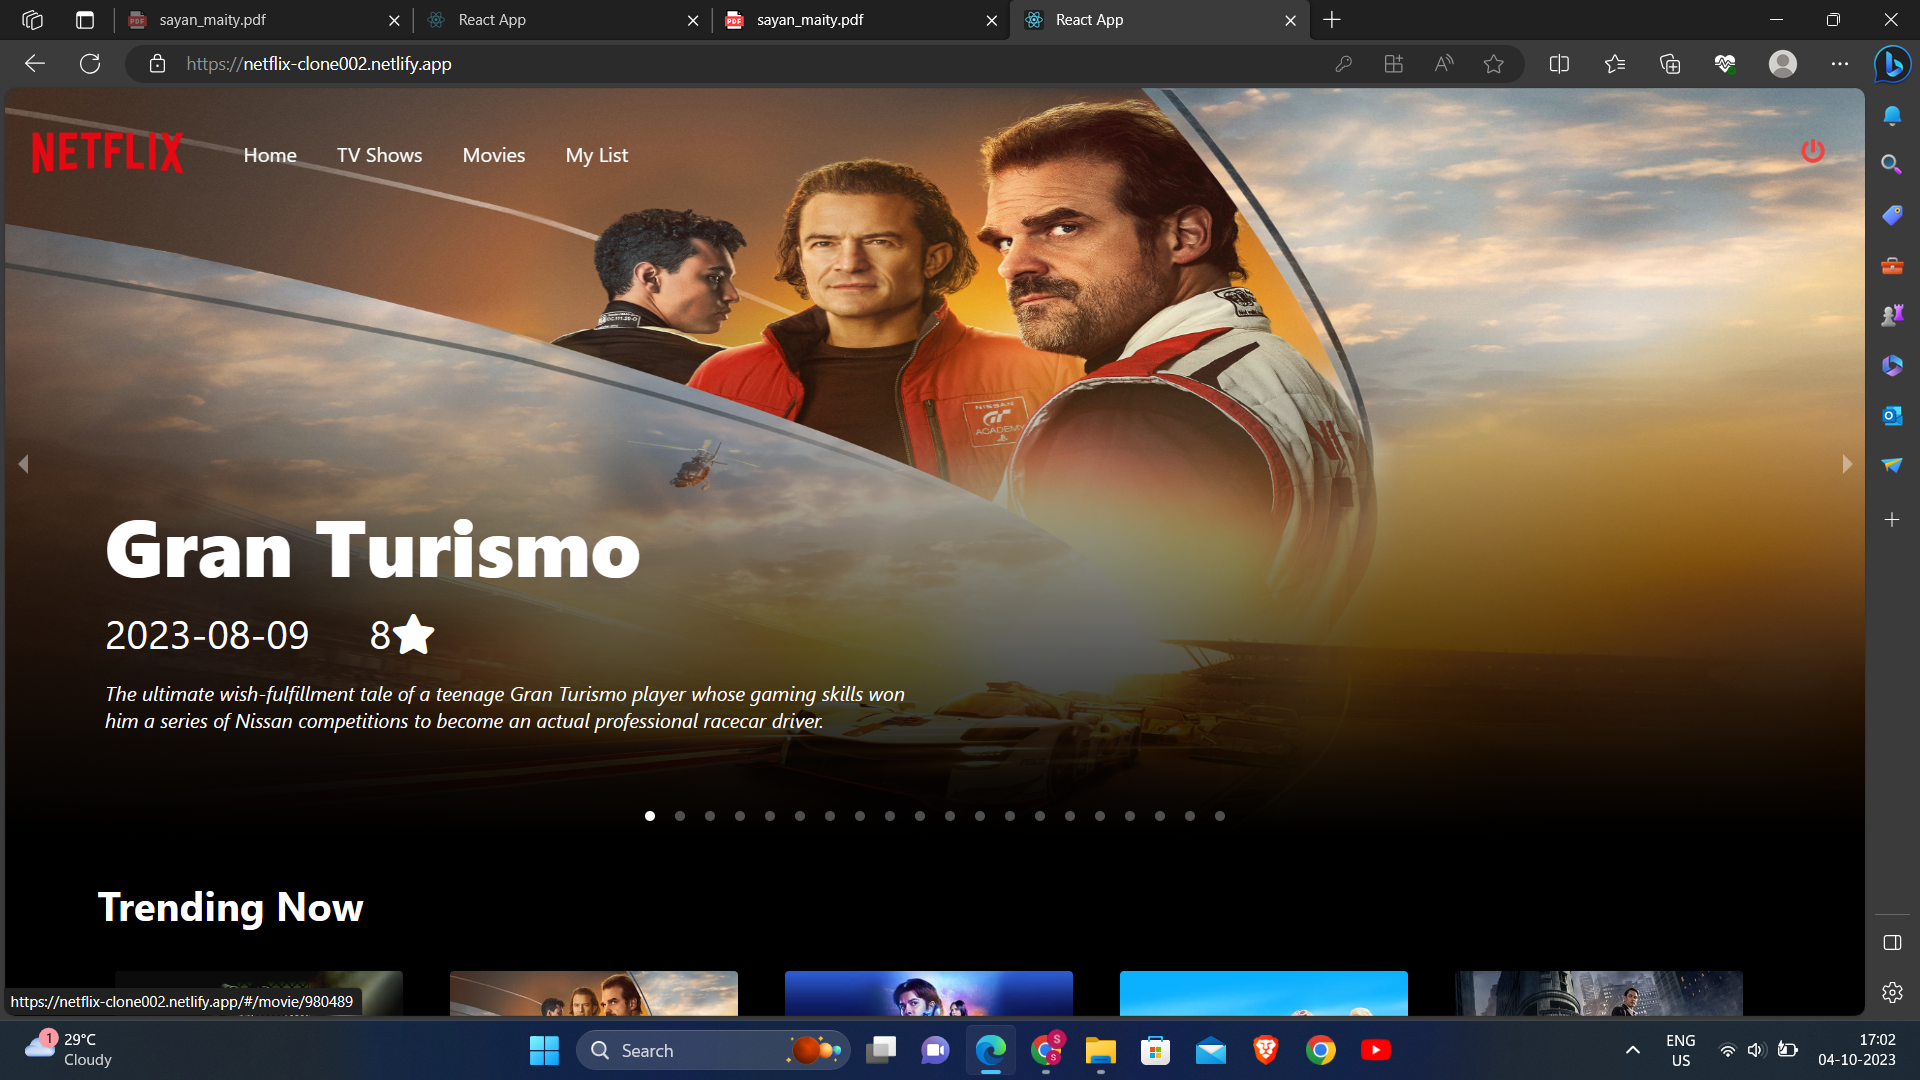 sayan_maity.pdf
React App
sayan_maity.pdf
React App
https://netflix-clone002.netlify.app
NETFLIX
Home
TV Shows
Movies
My List
NISSAN
GT
ACADEMY
Gran Turismo
2023-08-09 8
The ultimate wish-fulfillment tale of a teenage Gran Turismo player whose gaming skills won
him a series of Nissan competitions to become an actual professional racecar driver.
Trending Now
https://netflix-clone002.netlify.app/#/movie/980489
1
29°C
Cloudy
Search
S
S
ENG
US
17:02
04-10-2023